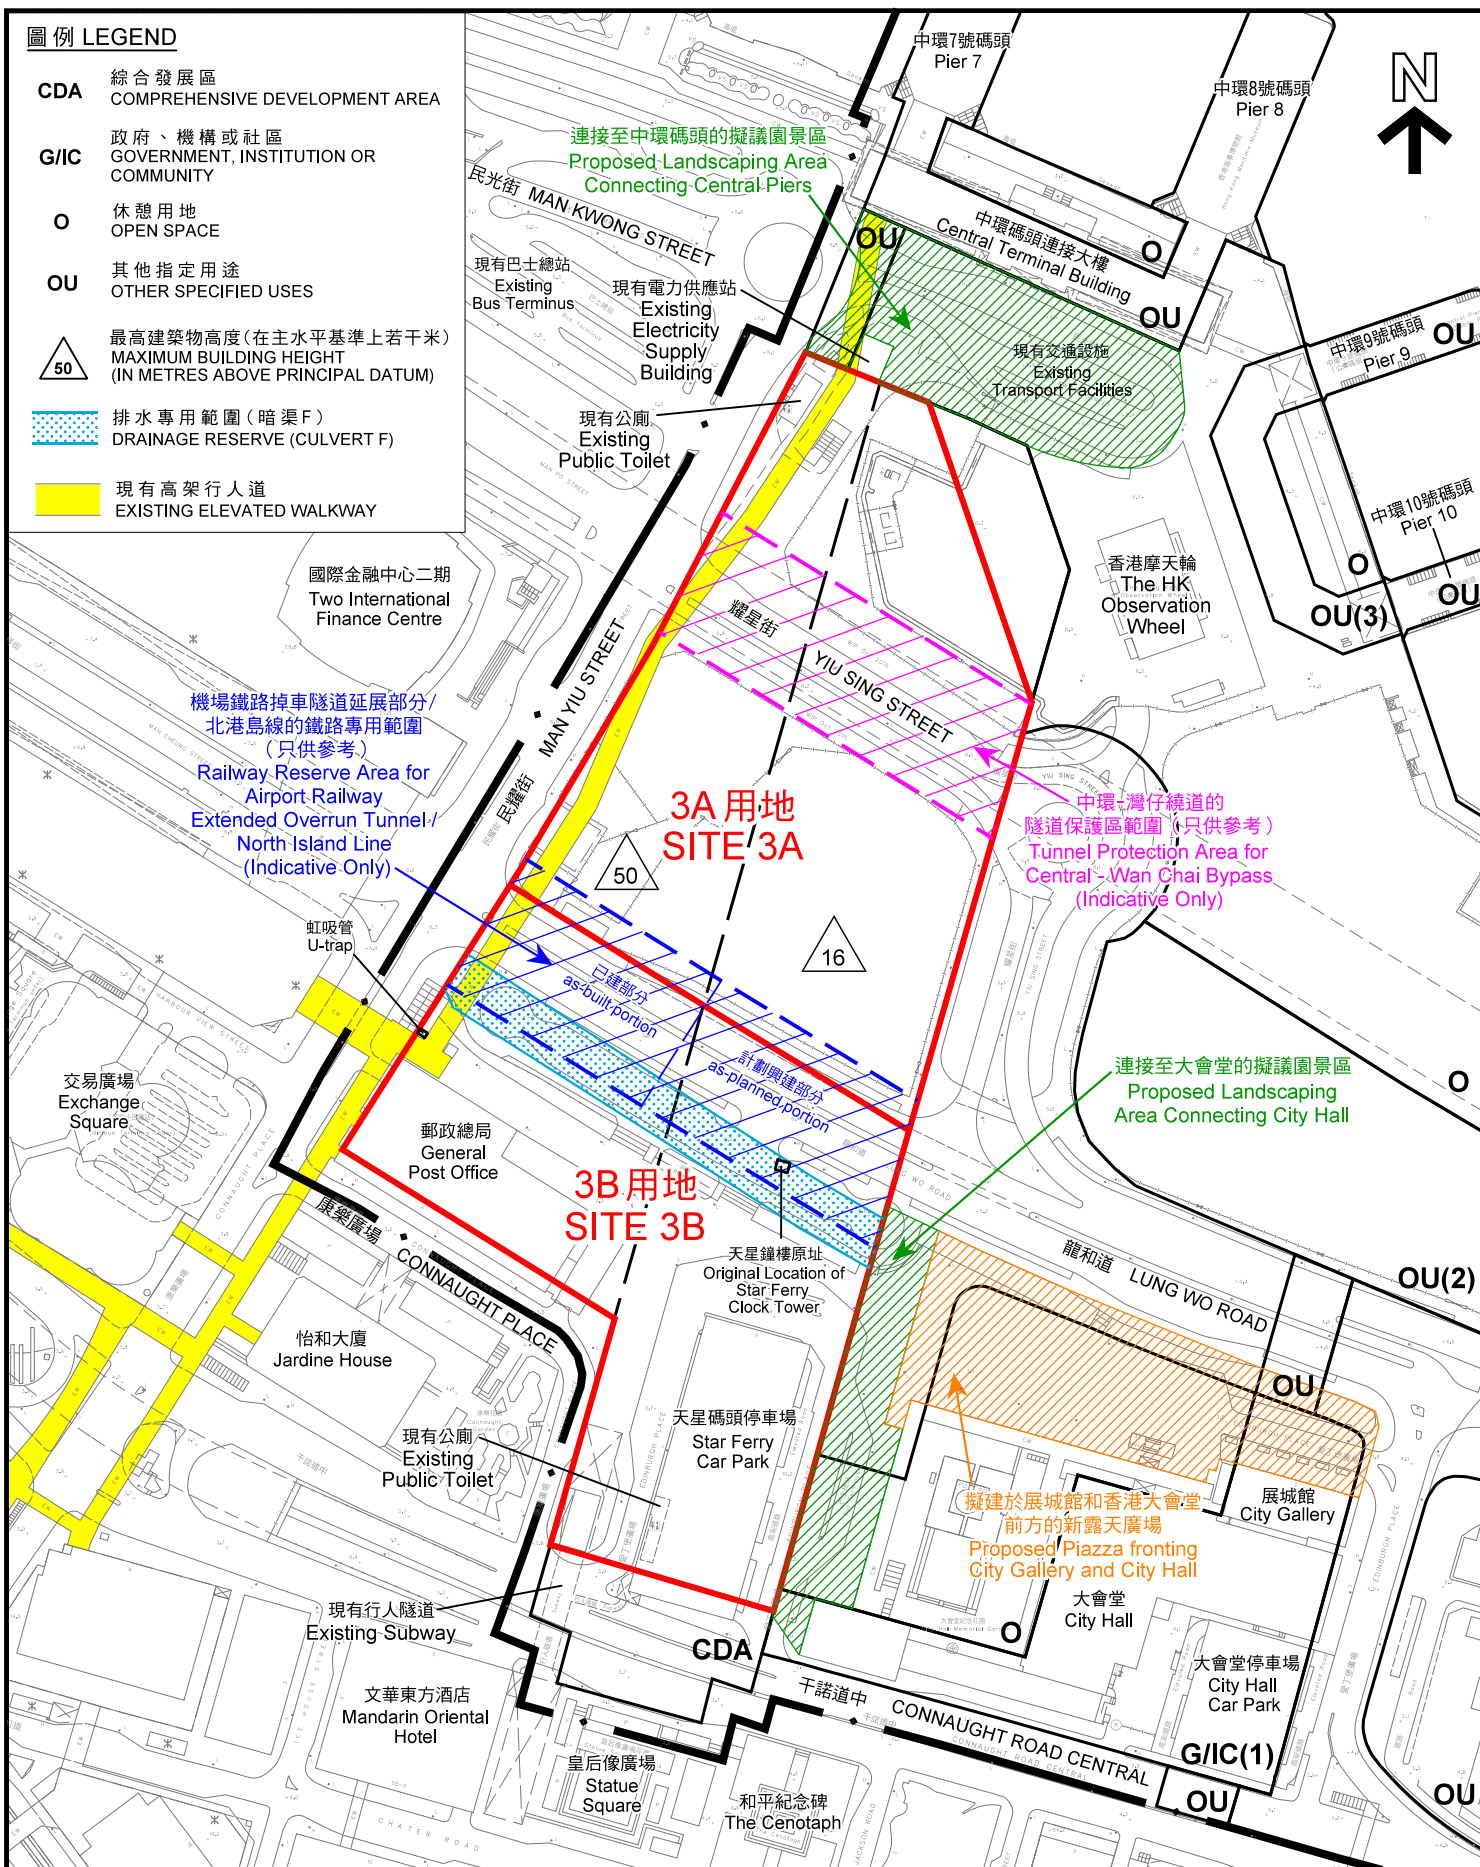 圖例 LEGEND
CDA
綜合發展區
COMPREHENSIVE DEVELOPMENT AREA
G/IC
政府、機構或社區
GOVERNMENT, INSTITUTION OR
COMMUNITY
O
休憩用地
OPEN SPACE
OU
其他指定用途
OTHER SPECIFIED USES
50
最高建築物高度(在主水平基準上若干米)
MAXIMUM BUILDING HEIGHT
(IN METRES ABOVE PRINCIPAL DATUM)
排水專用範圍(暗渠F)
DRAINAGE RESERVE (CULVERT F)
現有高架行人道
EXISTING ELEVATED WALKWAY
N
中環7號碼頭
Pier 7
中環8號碼頭
Pier 8
連接至中環碼頭的擬議園景區
Proposed Landscaping Area
Connecting Central Piers
民光街 MAN KWONG STREET
中環碼頭連接大樓
Central Terminal Building
O
OU
OU
現有巴士總站
Existing
Bus Terminus
現有電力供應站
Existing
Electricity
Supply
Building
現有交通設施
Existing
Transport Facilities
中環9號碼頭
Pier 9
OU
現有公廁
Existing
Public Toilet
MAN PO STREET
中環10號碼頭
Pier 10
O
OU
OU(3)
國際金融中心二期
Two International
Finance Centre
香港摩天輪
The HK
Observation
Wheel
耀星街
YIU SING STREET
民耀街 MAN YIU STREET
MAN CHEUNG STREET
機場鐵路掉車隧道延展部分/
北港島線的鐵路專用範圍
(只供參考)
Railway Reserve Area for
Airport Railway
Extended Overrun Tunnel /
North Island Line
(Indicative Only)
3A 用地
SITE 3A
50
16
中環-灣仔繞道的
隧道保護區範圍(只供參考)
Tunnel Protection Area for
Central - Wan Chai Bypass
(Indicative Only)
YIU SING STREET
虹吸管
U-trap
已建部分
as-built portion
計劃興建部分
as-planned portion
HARBOUR VIEW STREET
交易廣場
Exchange
Square
CONNAUGHT PLACE
郵政總局
General
Post Office
連接至大會堂的擬議園景區
Proposed Landscaping
Area Connecting City Hall
O
3B 用地
SITE 3B
康樂廣場 CONNAUGHT PLACE
天星鐘樓原址
Original Location of
Star Ferry
Clock Tower
龍和道 LUNG WO ROAD
OU(2)
OU
怡和大廈
Jardine House
天星碼頭停車場
Star Ferry
Car Park
EDINBURGH PLACE
現有公廁
Existing
Public Toilet
擬建於展城館和香港大會堂
前方的新露天廣場
Proposed Piazza fronting
City Gallery and City Hall
展城館
City Gallery
大會堂
City Hall
現有行人隧道
Existing Subway
CDA
O
文華東方酒店
Mandarin Oriental
Hotel
大會堂停車場
City Hall
Car Park
干諾道中 CONNAUGHT ROAD CENTRAL
G/IC(1)
OU
OU
皇后像廣場
Statue
Square
和平紀念碑
The Cenotaph
CHATER ROAD
JACKSON ROAD